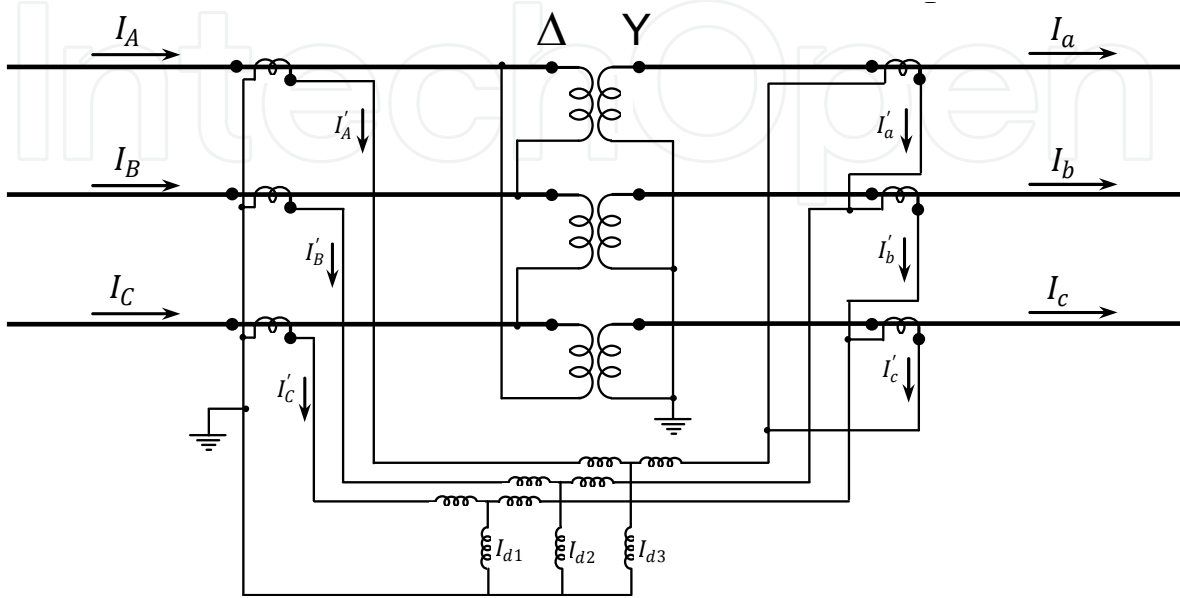 IntechOpen
I_A Δ Y I_a
I'_A I'_a
I_B I_b
I'_B I'_b
I_C I_c
I'_C I'_c
I_d1 I_d2 I_d3